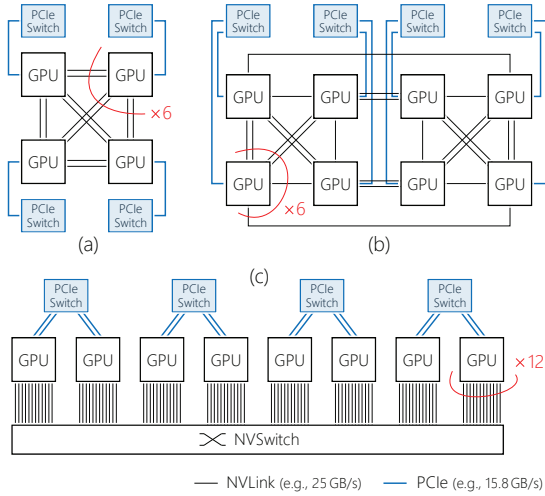 PCIe
Switch
PCIe
Switch
GPU
GPU
×6
GPU
GPU
PCIe
Switch
PCIe
Switch
(a)
PCIe
Switch
PCIe
Switch
PCIe
Switch
PCIe
Switch
GPU
GPU
GPU
GPU
GPU
GPU
GPU
GPU
×6
(b)
(c)
PCIe
Switch
PCIe
Switch
PCIe
Switch
PCIe
Switch
GPU
GPU
GPU
GPU
GPU
GPU
GPU
GPU
×12
NVSwitch
NVLink (e.g., 25 GB/s)
PCIe (e.g., 15.8 GB/s)